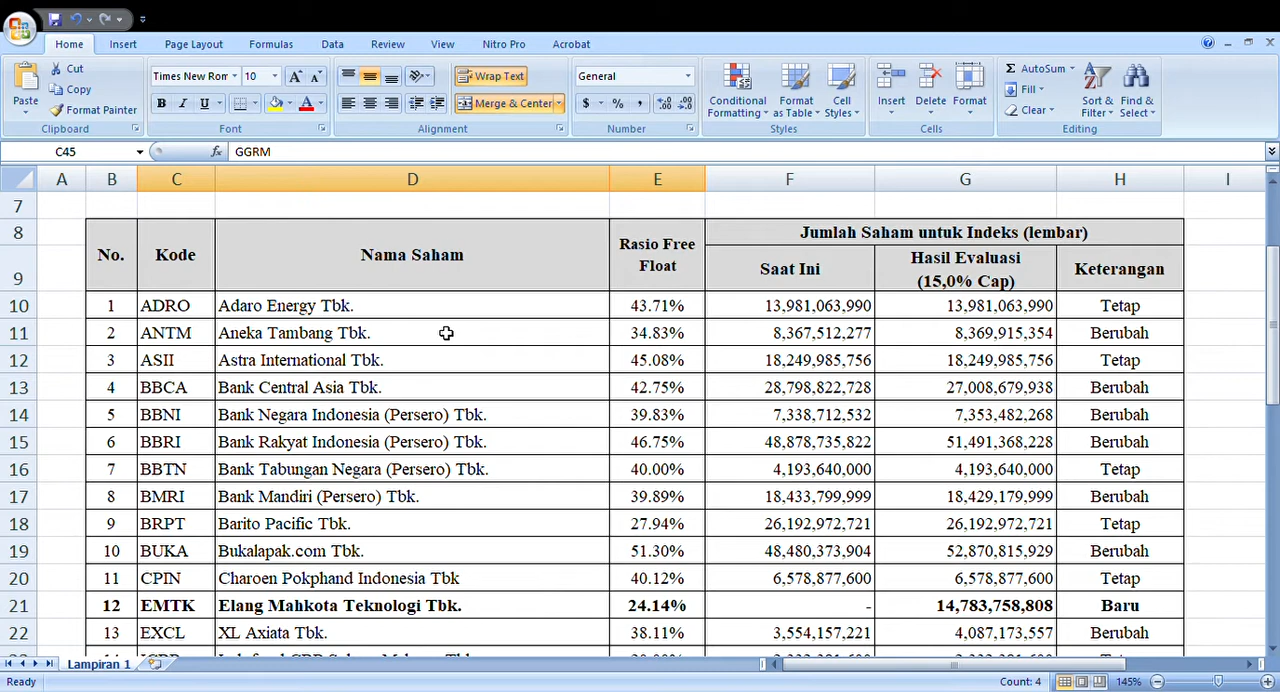 Home Insert Page Layout Formulas Data Review View Nitro Pro Acrobat
Paste Cut Copy Format Painter Clipboard
Times New Ron 10 B I U A A A Font
Wrap Text Merge & Center Alignment
General $ % , Number
Conditional Formatting Format as Table Cell Styles Styles
Insert Delete Format Cells
Σ AutoSum Fill Clear Sort & Filter Find & Select Editing
C45 fx GGRM
A B C D E F G H I
7
8 No. Kode Nama Saham Rasio Free Float Jumlah Saham untuk Indeks (lembar)
9 Saat Ini Hasil Evaluasi (15,0% Cap) Keterangan
10 1 ADRO Adaro Energy Tbk. 43.71% 13,981,063,990 13,981,063,990 Tetap
11 2 ANTM Aneka Tambang Tbk. 34.83% 8,367,512,277 8,369,915,354 Berubah
12 3 ASII Astra International Tbk. 45.08% 18,249,985,756 18,249,985,756 Tetap
13 4 BBCA Bank Central Asia Tbk. 42.75% 28,798,822,728 27,008,679,938 Berubah
14 5 BBNI Bank Negara Indonesia (Persero) Tbk. 39.83% 7,338,712,532 7,353,482,268 Berubah
15 6 BBRI Bank Rakyat Indonesia (Persero) Tbk. 46.75% 48,878,735,822 51,491,368,228 Berubah
16 7 BBTN Bank Tabungan Negara (Persero) Tbk. 40.00% 4,193,640,000 4,193,640,000 Tetap
17 8 BMRI Bank Mandiri (Persero) Tbk. 39.89% 18,433,799,999 18,429,179,999 Berubah
18 9 BRPT Barito Pacific Tbk. 27.94% 26,192,972,721 26,192,972,721 Tetap
19 10 BUKA Bukalapak.com Tbk. 51.30% 48,480,373,904 52,870,815,929 Berubah
20 11 CPIN Charoen Pokphand Indonesia Tbk 40.12% 6,578,877,600 6,578,877,600 Tetap
21 12 EMTK Elang Mahkota Teknologi Tbk. 24.14% - 14,783,758,808 Baru
22 13 EXCL XL Axiata Tbk. 38.11% 3,554,157,221 4,087,173,557 Berubah
Lampiran 1
Ready Count: 4 145%